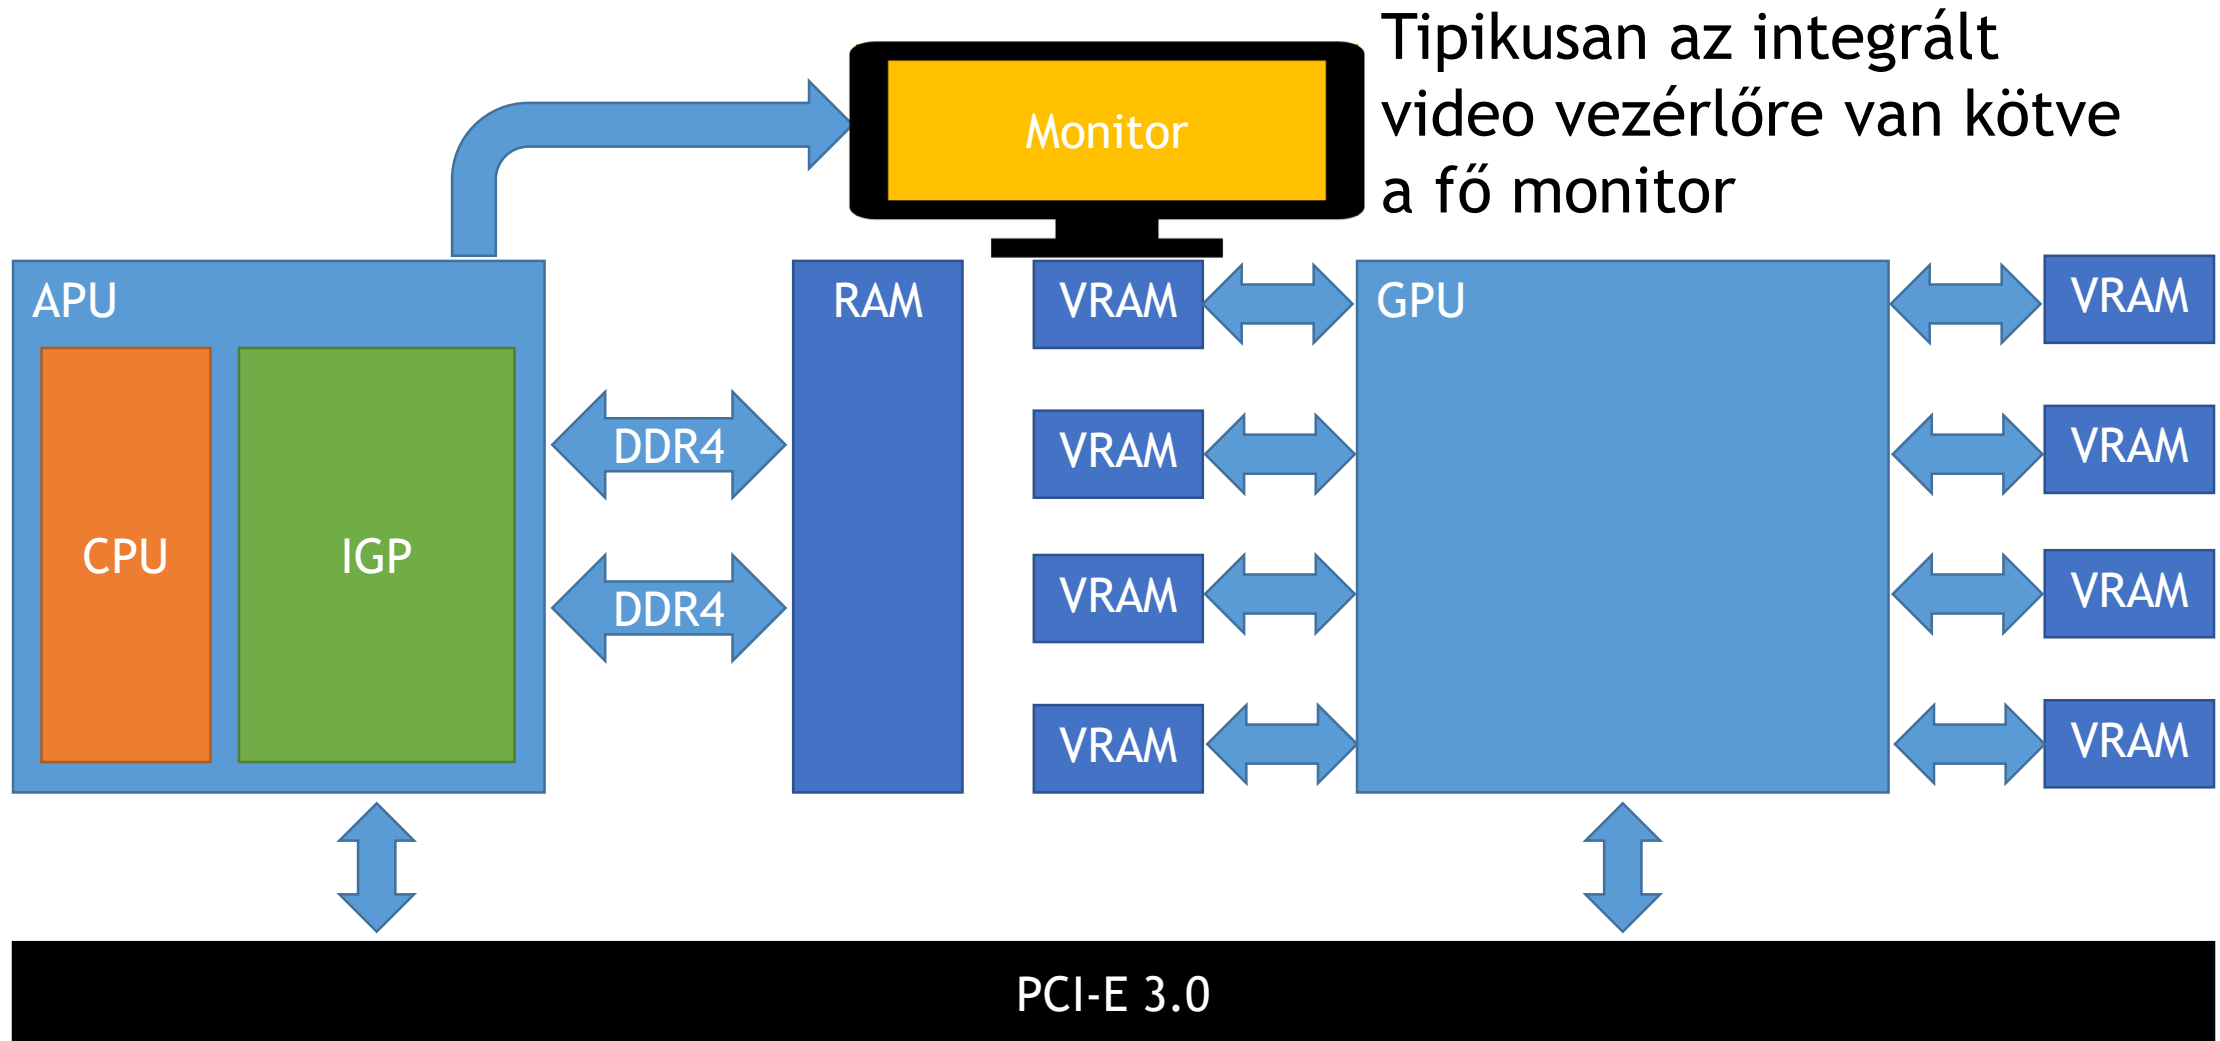 Tipikusan az integrált
video vezérlőre van kötve
a fő monitor
Monitor
APU
CPU
IGP
DDR4
DDR4
RAM
VRAM
VRAM
VRAM
VRAM
GPU
VRAM
VRAM
VRAM
VRAM
PCI-E 3.0